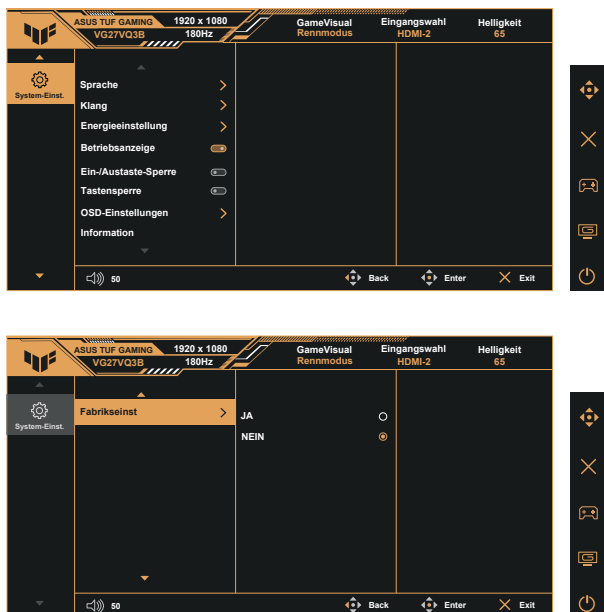 ASUS TUF GAMING 1920 x 1080 GameVisual Eingangswahl Helligkeit
VG27VQ3B 180Hz Rennmodus HDMI-2 65
System-Einst.
Sprache
Klang
Energieeinstellung
Betriebsanzeige
Ein-/Austaste-Sperre
Tastensperre
OSD-Einstellungen
Information
50 Back Enter Exit
ASUS TUF GAMING 1920 x 1080 GameVisual Eingangswahl Helligkeit
VG27VQ3B 180Hz Rennmodus HDMI-2 65
System-Einst.
Fabrikseinst
JA
NEIN
50 Back Enter Exit